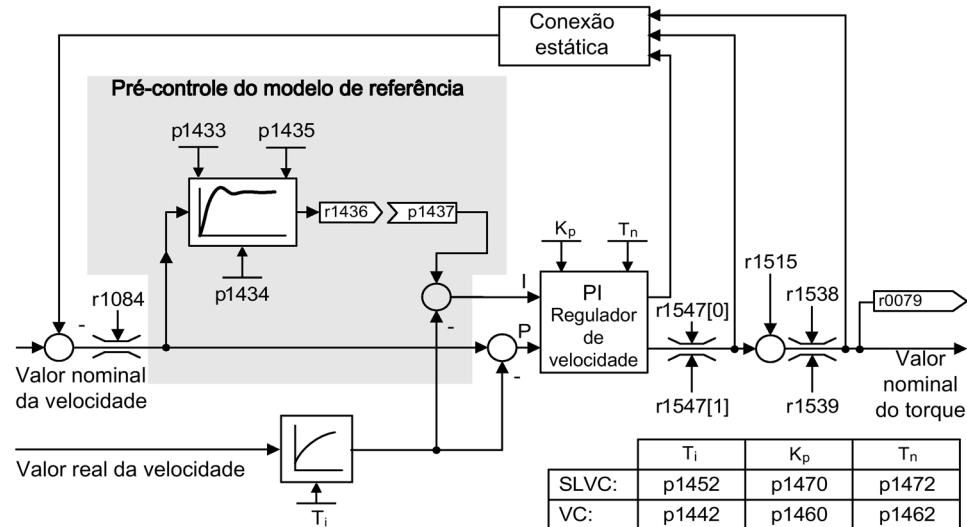 Conexão
estática
Pré-controle do modelo de referência
p1433
p1435
r1436
p1437
p1434
r1084
-
-
-
I
P
Kp
Tn
PI
Regulador
de
velocidade
r1547[0]
r1547[1]
r1515
r1538
r1539
r0079
Valor nominal
da velocidade
Valor
nominal
do torque
Valor real da velocidade
Ti
Ti Kp Tn
SLVC: p1452 p1470 p1472
VC: p1442 p1460 p1462